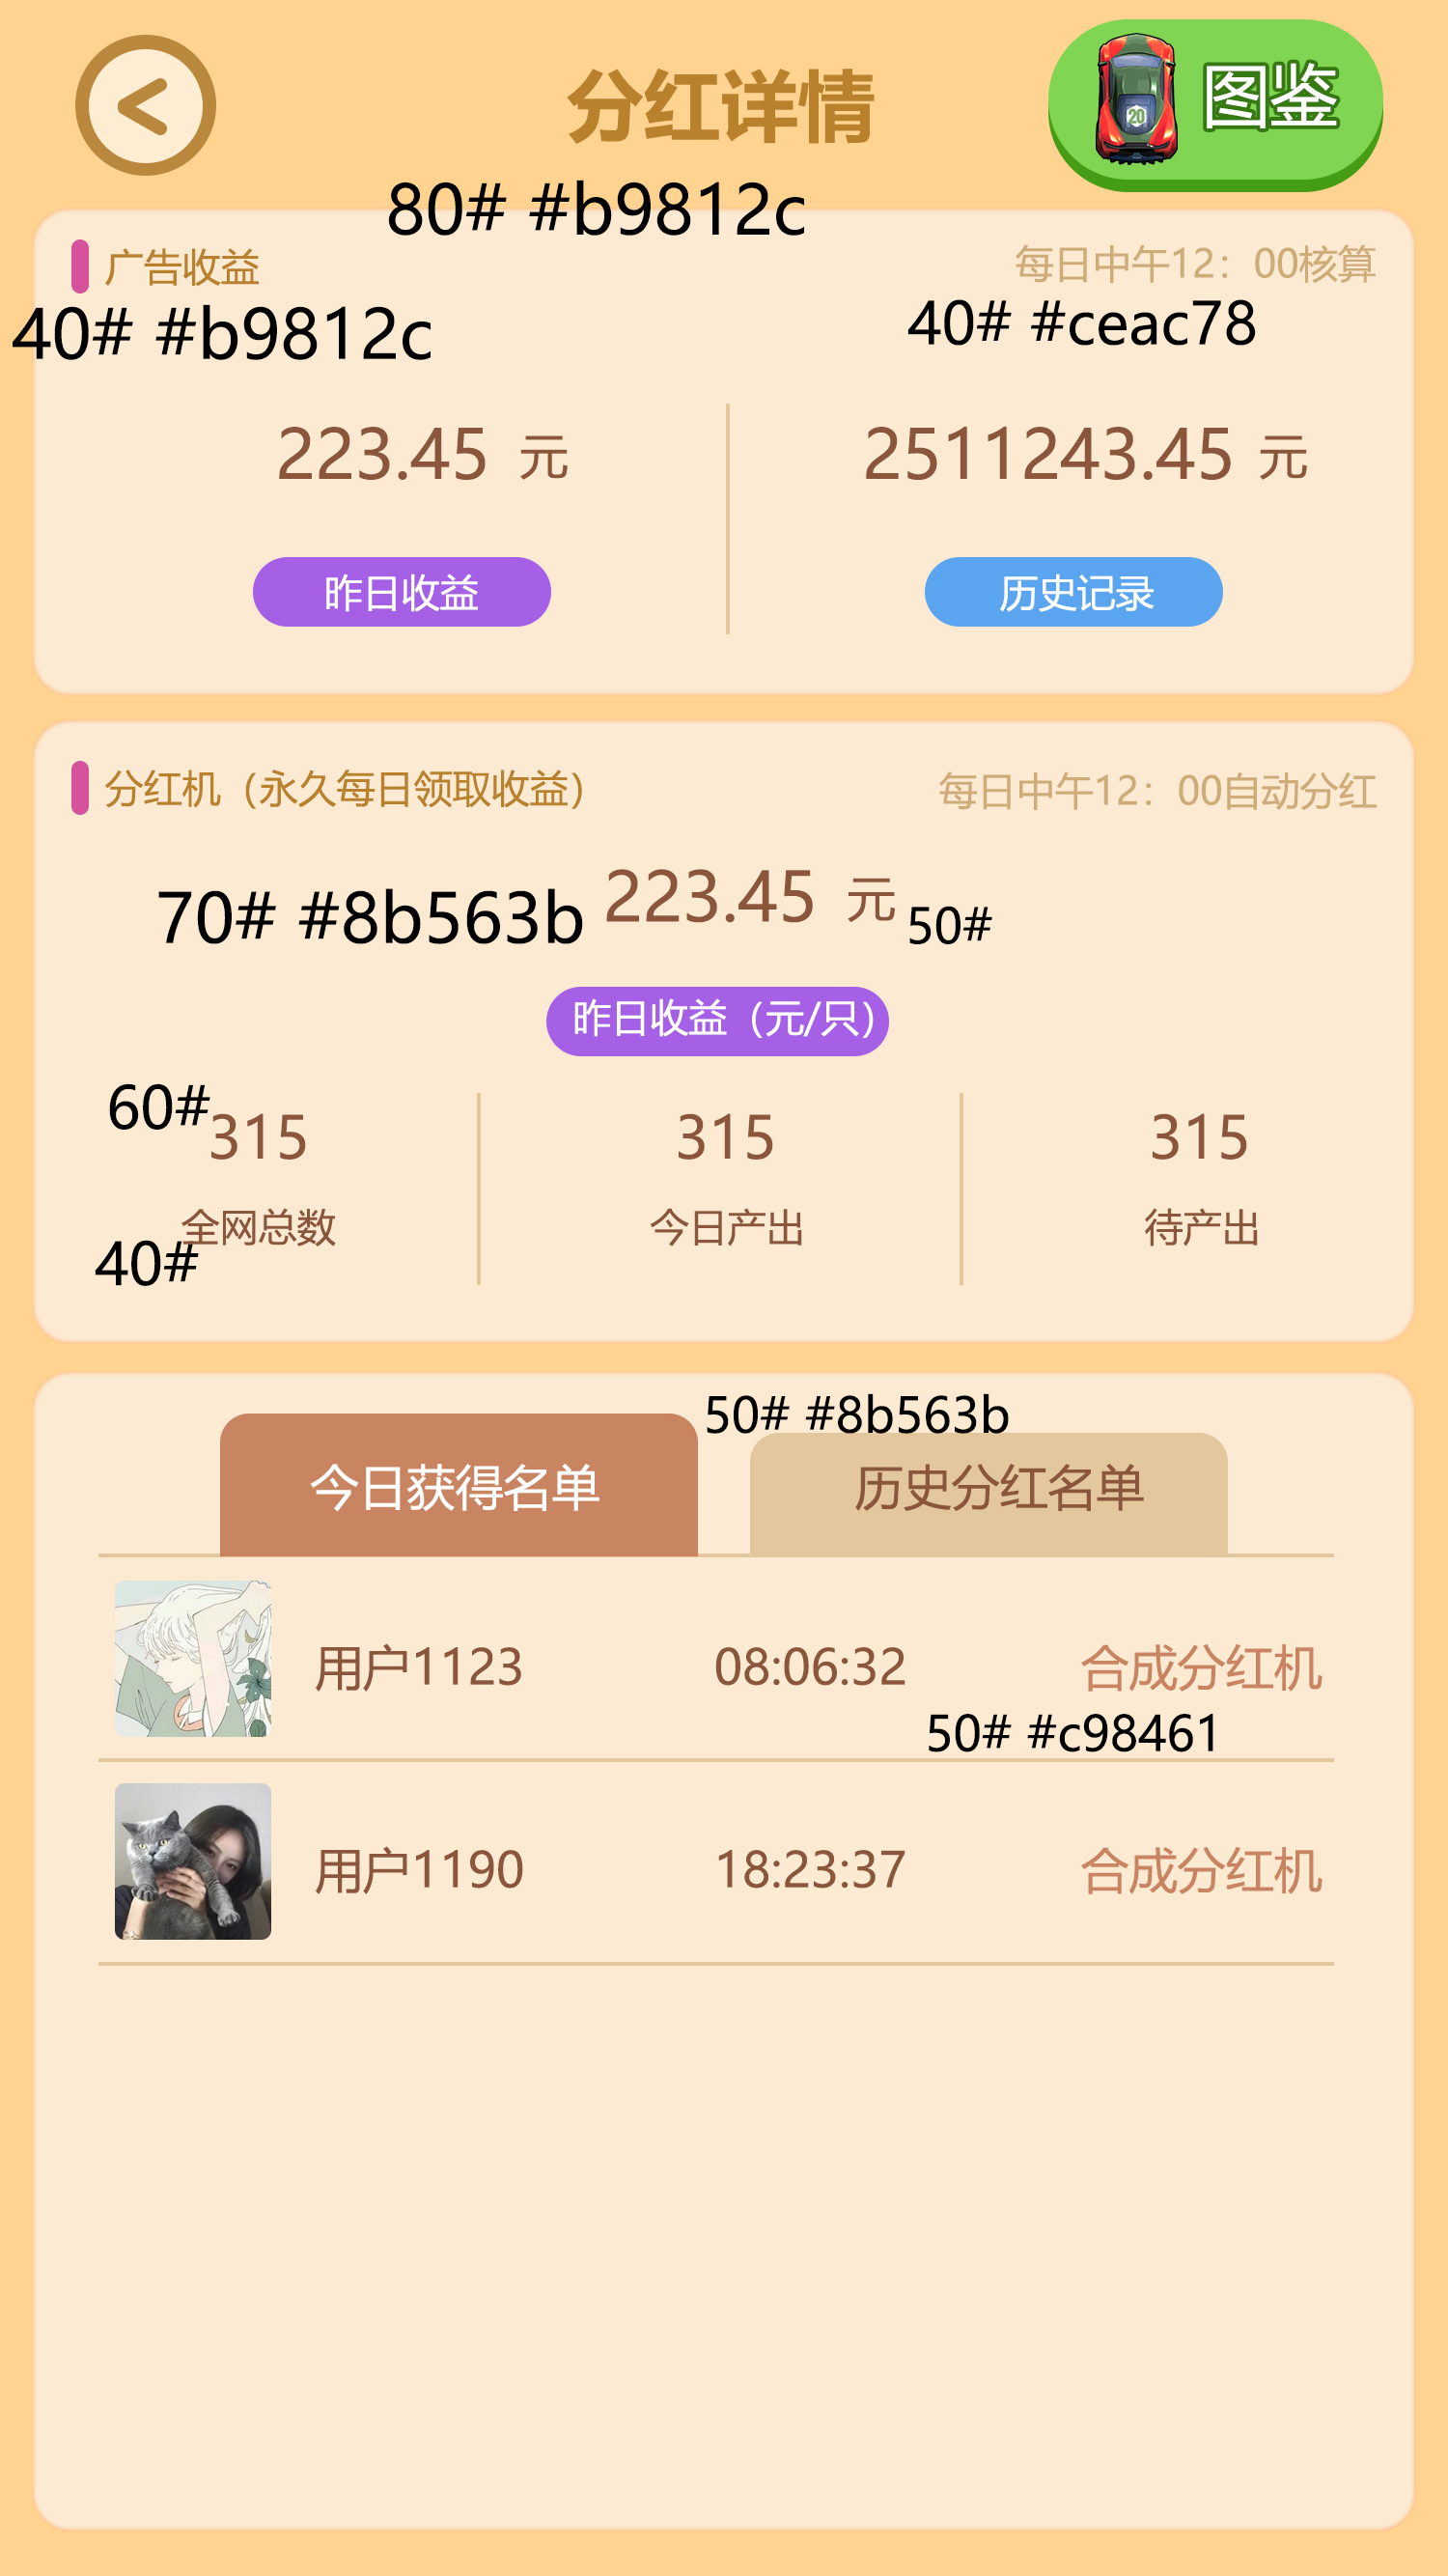 分红详情
20
图鉴
80# #b9812c
广告收益
每日中午12：00核算
40# #b9812c
40# #ceac78
223.45 元
2511243.45 元
昨日收益
历史记录
分红机（永久每日领取收益）
每日中午12：00自动分红
70# #8b563b
223.45 元
50#
昨日收益（元/只）
60#
315
315
315
全网总数
今日产出
待产出
40#
50# #8b563b
今日获得名单
历史分红名单
用户1123
08:06:32
合成分红机
50# #c98461
用户1190
18:23:37
合成分红机